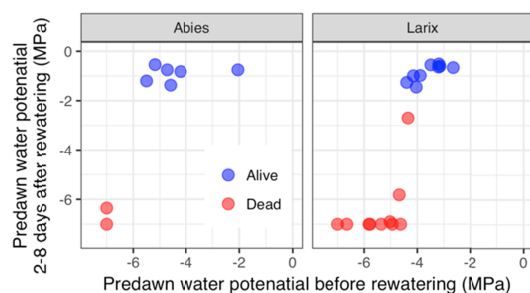 Abies
Larix
Predawn water potenatial
2-8 days after rewatering (MPa)
0
-2
-4
-6
Alive
Dead
-6
-4
-2
0
-6
-4
-2
0
Predawn water potenatial before rewatering (MPa)